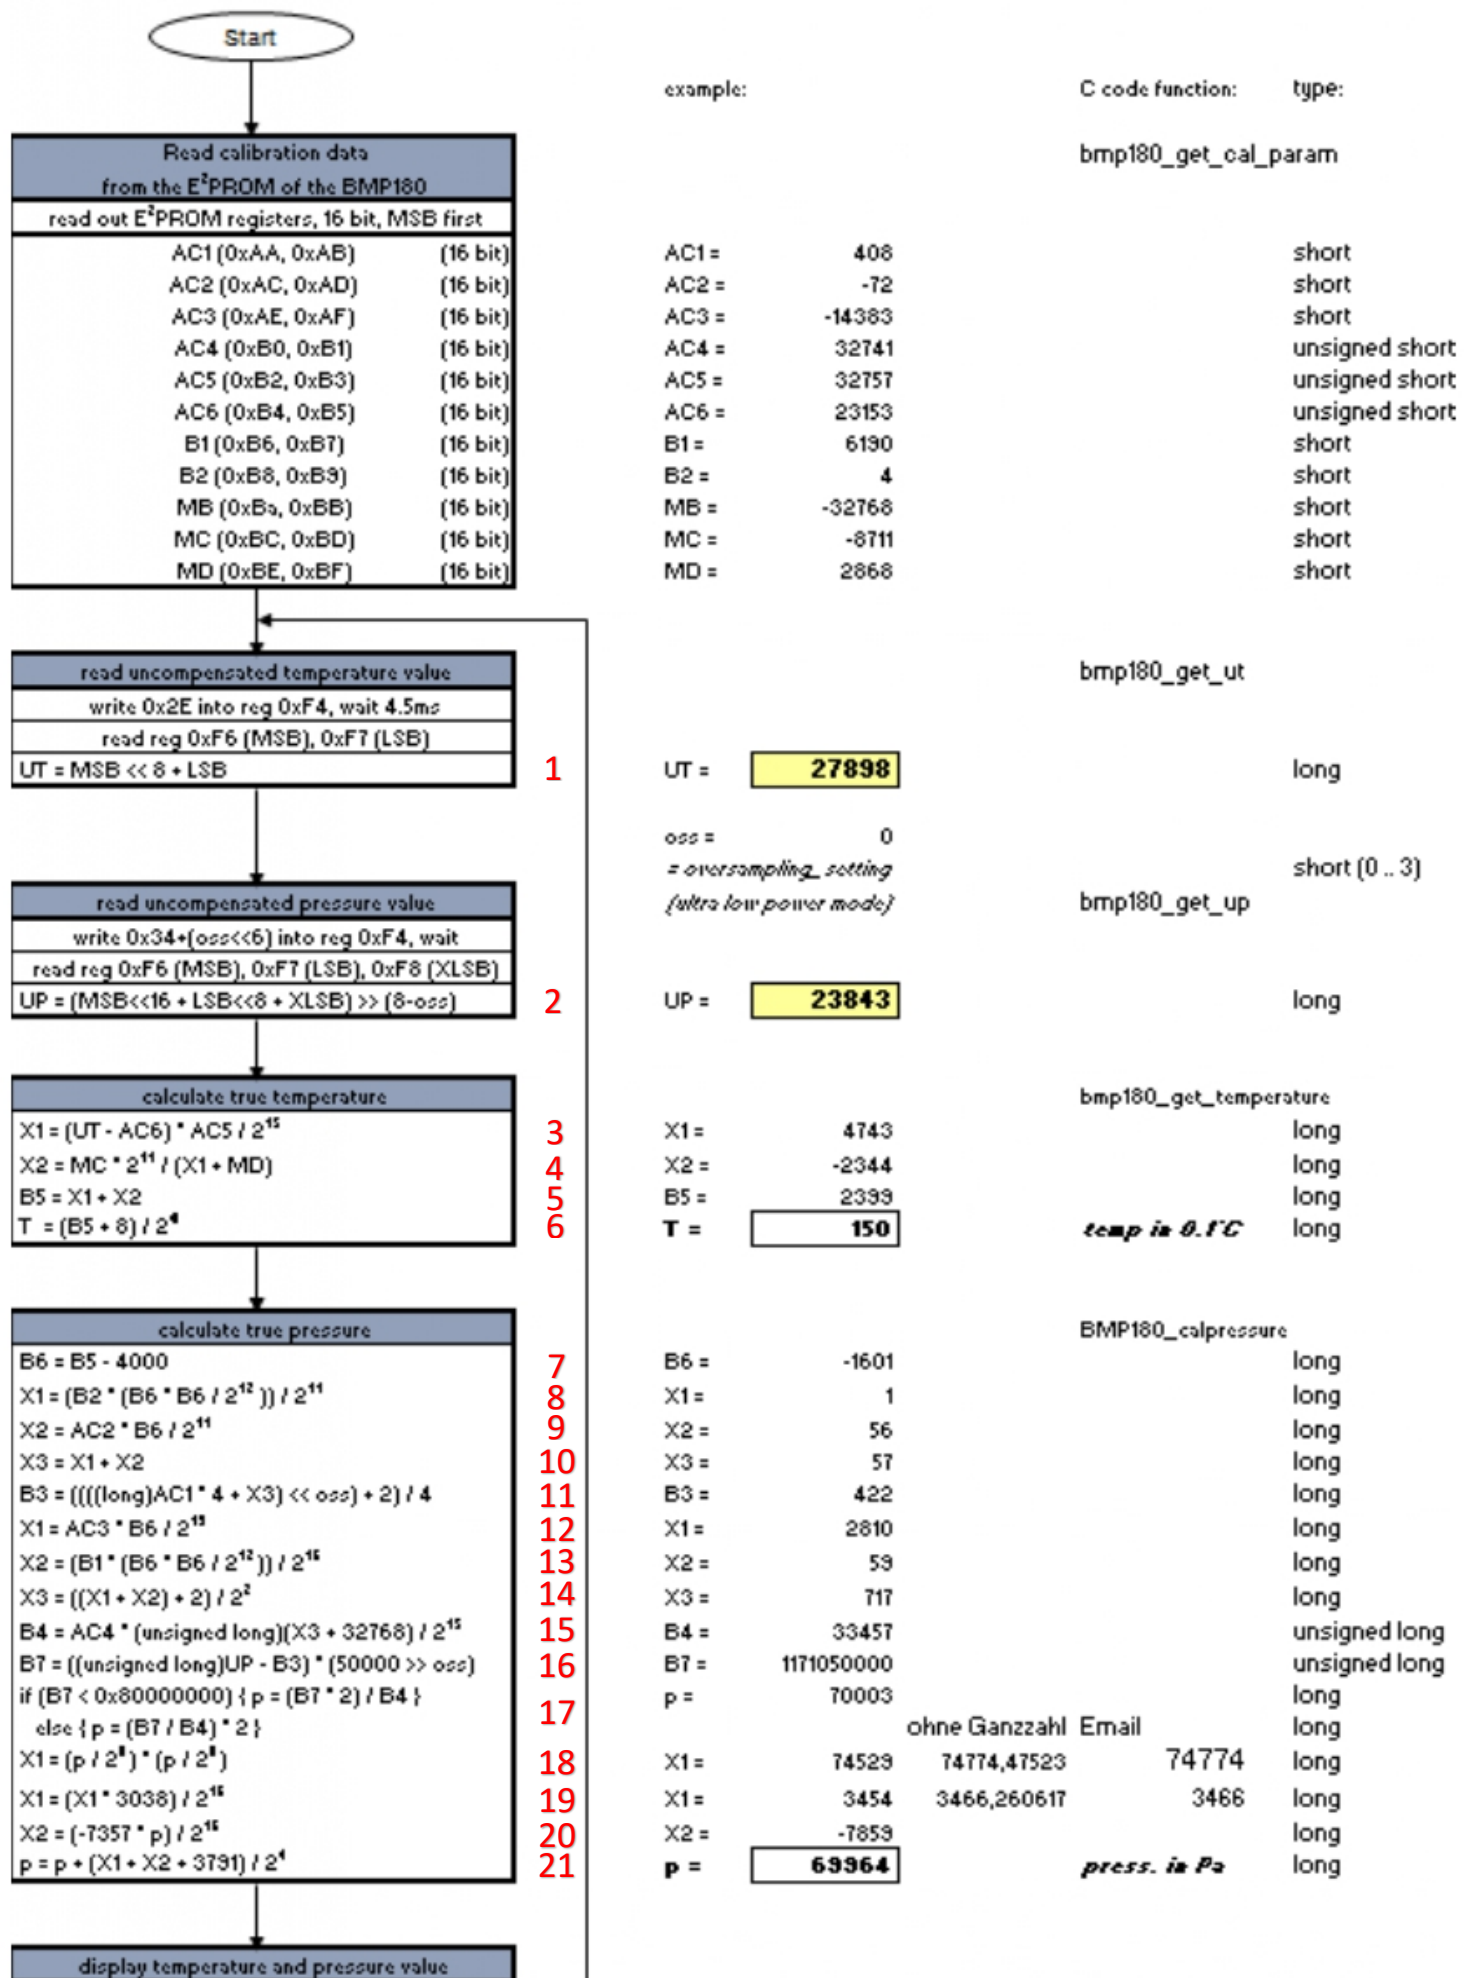 Start
example: C code function: type:
Read calibration data bmp180_get_cal_param
from the E²PROM of the BMP180
read out E²PROM registers, 16 bit, MSB first
AC1 (0xAA, 0xAB) (16 bit) AC1 = 408 short
AC2 (0xAC, 0xAD) (16 bit) AC2 = -72 short
AC3 (0xAE, 0xAF) (16 bit) AC3 = -14383 short
AC4 (0xB0, 0xB1) (16 bit) AC4 = 32741 unsigned short
AC5 (0xB2, 0xB3) (16 bit) AC5 = 32757 unsigned short
AC6 (0xB4, 0xB5) (16 bit) AC6 = 23153 unsigned short
B1 (0xB6, 0xB7) (16 bit) B1 = 6190 short
B2 (0xB8, 0xB9) (16 bit) B2 = 4 short
MB (0xBa, 0xBB) (16 bit) MB = -32768 short
MC (0xBC, 0xBD) (16 bit) MC = -8711 short
MD (0xBE, 0xBF) (16 bit) MD = 2868 short
read uncompensated temperature value bmp180_get_ut
write 0x2E into reg 0xF4, wait 4.5ms
read reg 0xF6 (MSB), 0xF7 (LSB)
UT = MSB << 8 + LSB 1 UT = 27898 long
oss = 0
= oversampling_setting short (0 .. 3)
read uncompensated pressure value (ultra low power mode) bmp180_get_up
write 0x34+(oss<<6) into reg 0xF4, wait
read reg 0xF6 (MSB), 0xF7 (LSB), 0xF8 (XLSB)
UP = (MSB<<16 + LSB<<8 + XLSB) >> (8-oss) 2 UP = 23843 long
calculate true temperature bmp180_get_temperature
X1 = (UT - AC6) * AC5 / 2¹⁵ 3 X1 = 4743 long
X2 = MC * 2¹¹ / (X1 + MD) 4 X2 = -2344 long
B5 = X1 + X2 5 B5 = 2399 long
T = (B5 + 8) / 2⁴ 6 T = 150 temp in 0.1°C long
calculate true pressure BMP180_calpressure
B6 = B5 - 4000 7 B6 = -1601 long
X1 = (B2 * (B6 * B6 / 2¹² )) / 2¹¹ 8 X1 = 1 long
X2 = AC2 * B6 / 2¹¹ 9 X2 = 56 long
X3 = X1 + X2 10 X3 = 57 long
B3 = ((((long)AC1 * 4 + X3) << oss) + 2) / 4 11 B3 = 422 long
X1 = AC3 * B6 / 2¹³ 12 X1 = 2810 long
X2 = (B1 * (B6 * B6 / 2¹² )) / 2¹⁶ 13 X2 = 59 long
X3 = ((X1 + X2) + 2) / 2² 14 X3 = 717 long
B4 = AC4 * (unsigned long)(X3 + 32768) / 2¹⁵ 15 B4 = 33457 unsigned long
B7 = ((unsigned long)UP - B3) * (50000 >> oss) 16 B7 = 1171050000 unsigned long
if (B7 < 0x80000000) { p = (B7 * 2) / B4 } 17 p = 70003 long
else { p = (B7 / B4) * 2 } ohne Ganzzahl Email long
X1 = (p / 2⁸) * (p / 2⁸) 18 X1 = 74529 74774,47523 74774 long
X1 = (X1 * 3038) / 2¹⁶ 19 X1 = 3454 3466,260617 3466 long
X2 = (-7357 * p) / 2¹⁶ 20 X2 = -7859 long
p = p + (X1 + X2 + 3791) / 2⁴ 21 p = 69964 press. in Pa long
display temperature and pressure value